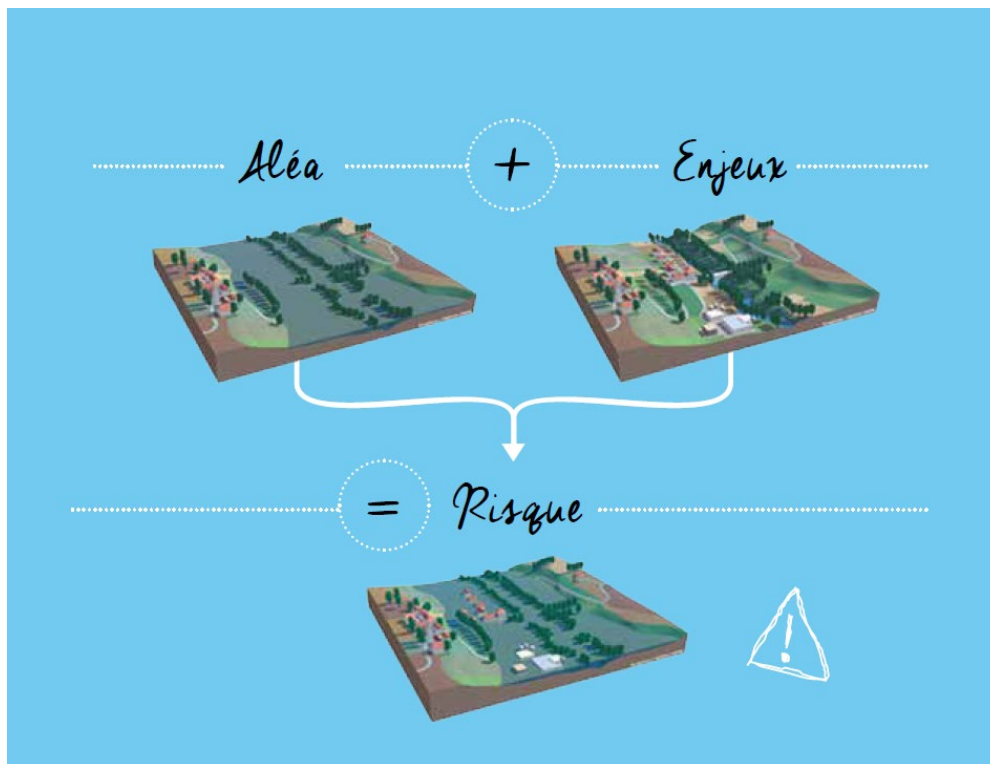 Aléa + Enjeux
= Risque
!